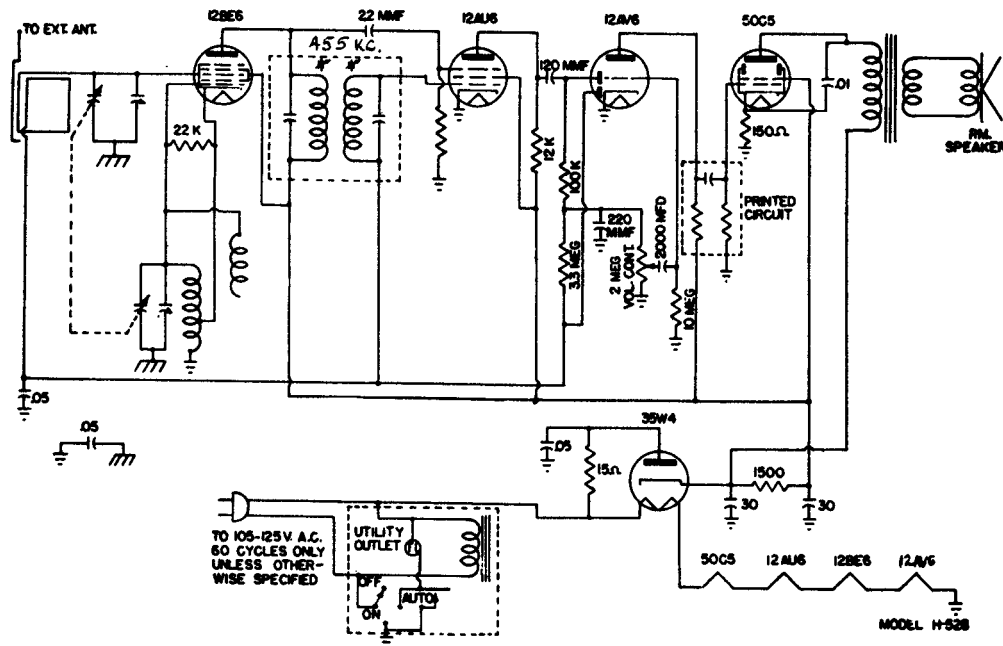 TO EXT. ANT.
12BE6
22 MMF
12AU6
12AV6
50C5
455 K.C.
120 MMF
.01
22 K
150Ω
P.M.
SPEAKER
12 K
100 K
PRINTED
CIRCUIT
220
MMF
3.3 MEG
2 MEG
VOL. CONT.
2000 MFD
10 MEG
.05
.05
35W4
.05
15Ω
1500
30
30
TO 105-125 V. A.C.
60 CYCLES ONLY
UNLESS OTHER-
WISE SPECIFIED
UTILITY
OUTLET
OFF
AUTO
ON
50C5
12AU6
12BE6
12AV6
MODEL H-528